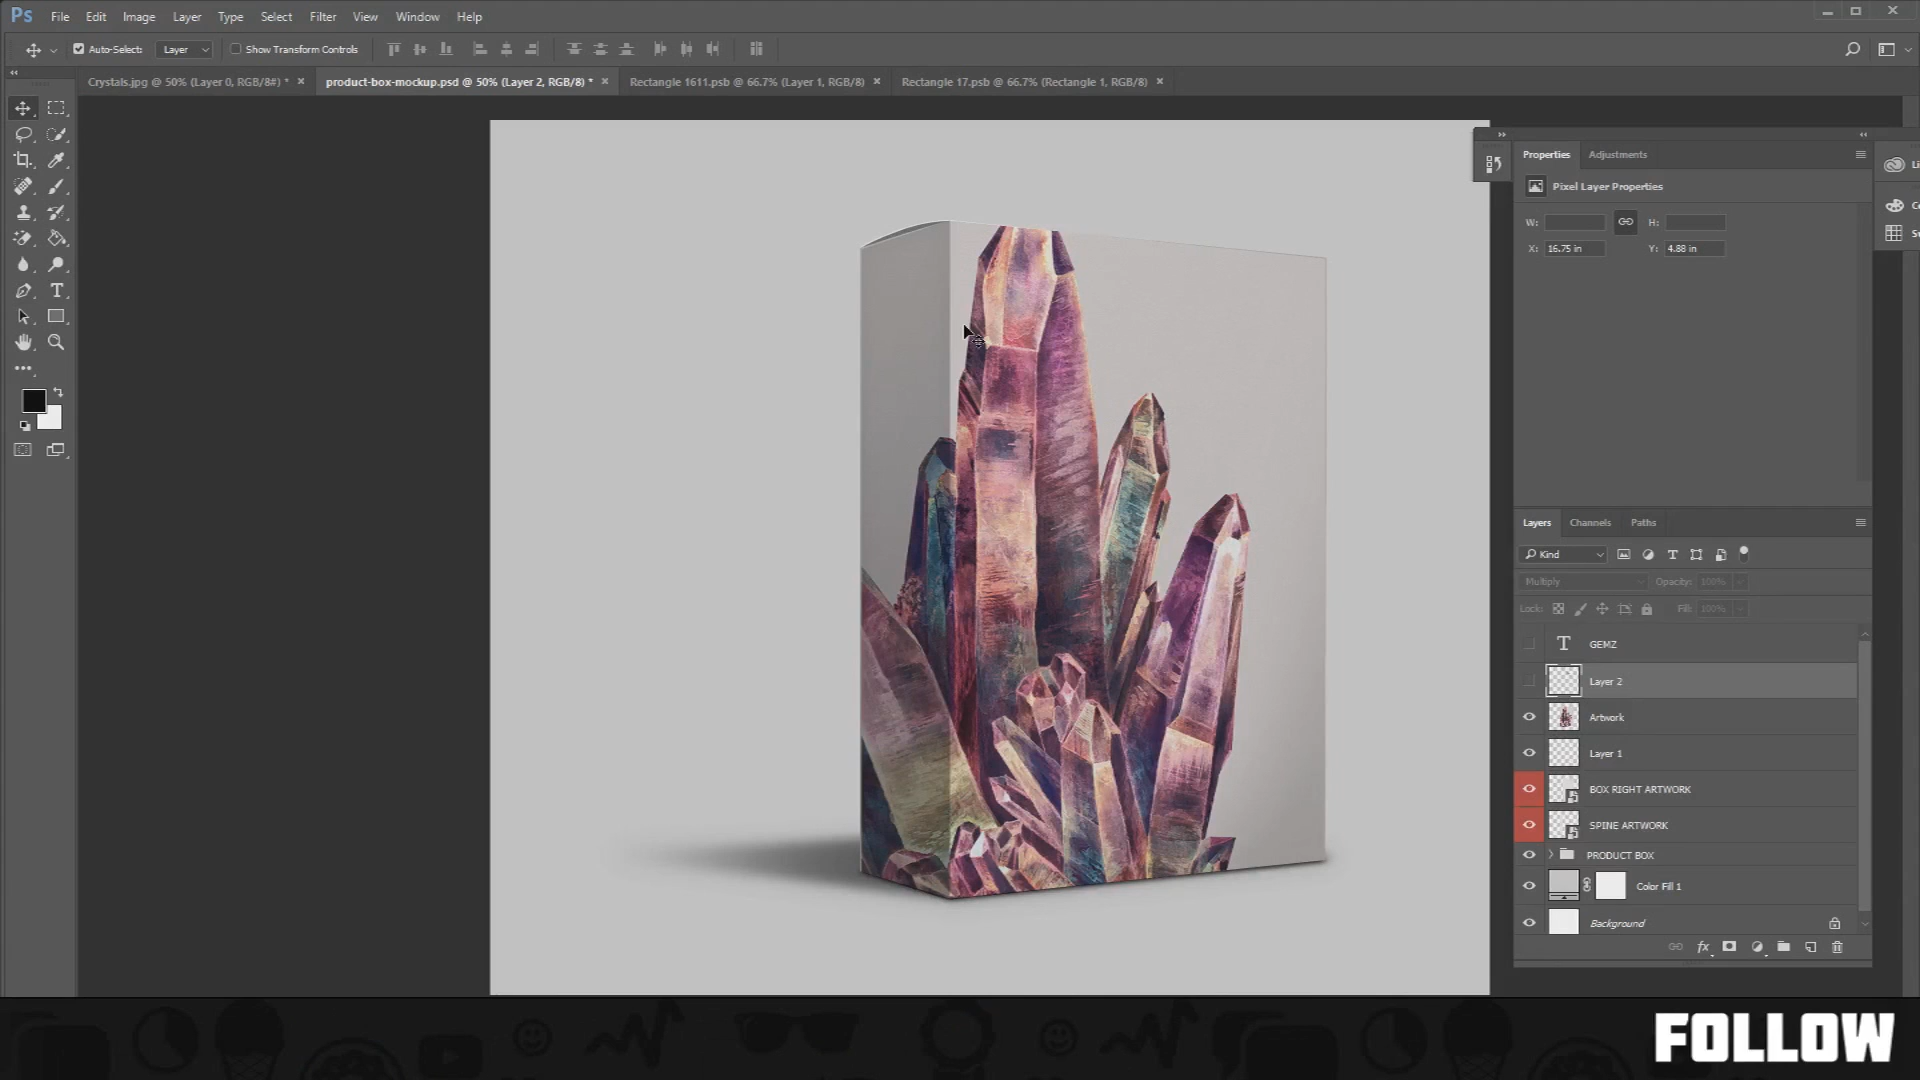 Ps File Edit Image Layer Type Select Filter View Window Help
Auto-Select: Layer Show Transform Controls
Crystals.jpg @ 50% (Layer 0, RGB/8#) * × product-box-mockup.psd @ 50% (Layer 2, RGB/8) * × Rectangle 1611.psb @ 66.7% (Layer 1, RGB/8) × Rectangle 17.psb @ 66.7% (Rectangle 1, RGB/8) ×
Properties Adjustments
Pixel Layer Properties
W: H:
X: 16.75 in Y: 4.88 in
Layers Channels Paths
Kind
Multiply Opacity: 100%
Lock: Fill: 100%
T GEMZ
Layer 2
Artwork
Layer 1
BOX RIGHT ARTWORK
SPINE ARTWORK
PRODUCT BOX
Color Fill 1
Background
fx
FOLLOW